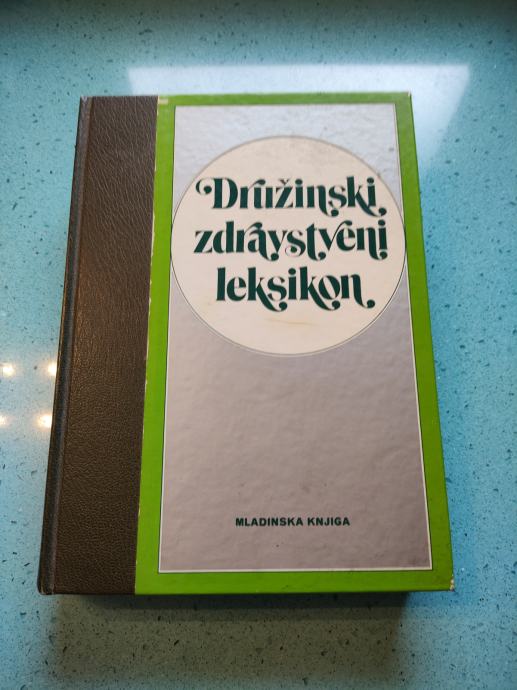 Družinski
zdravstveni
leksikon
MLADINSKA KNJIGA